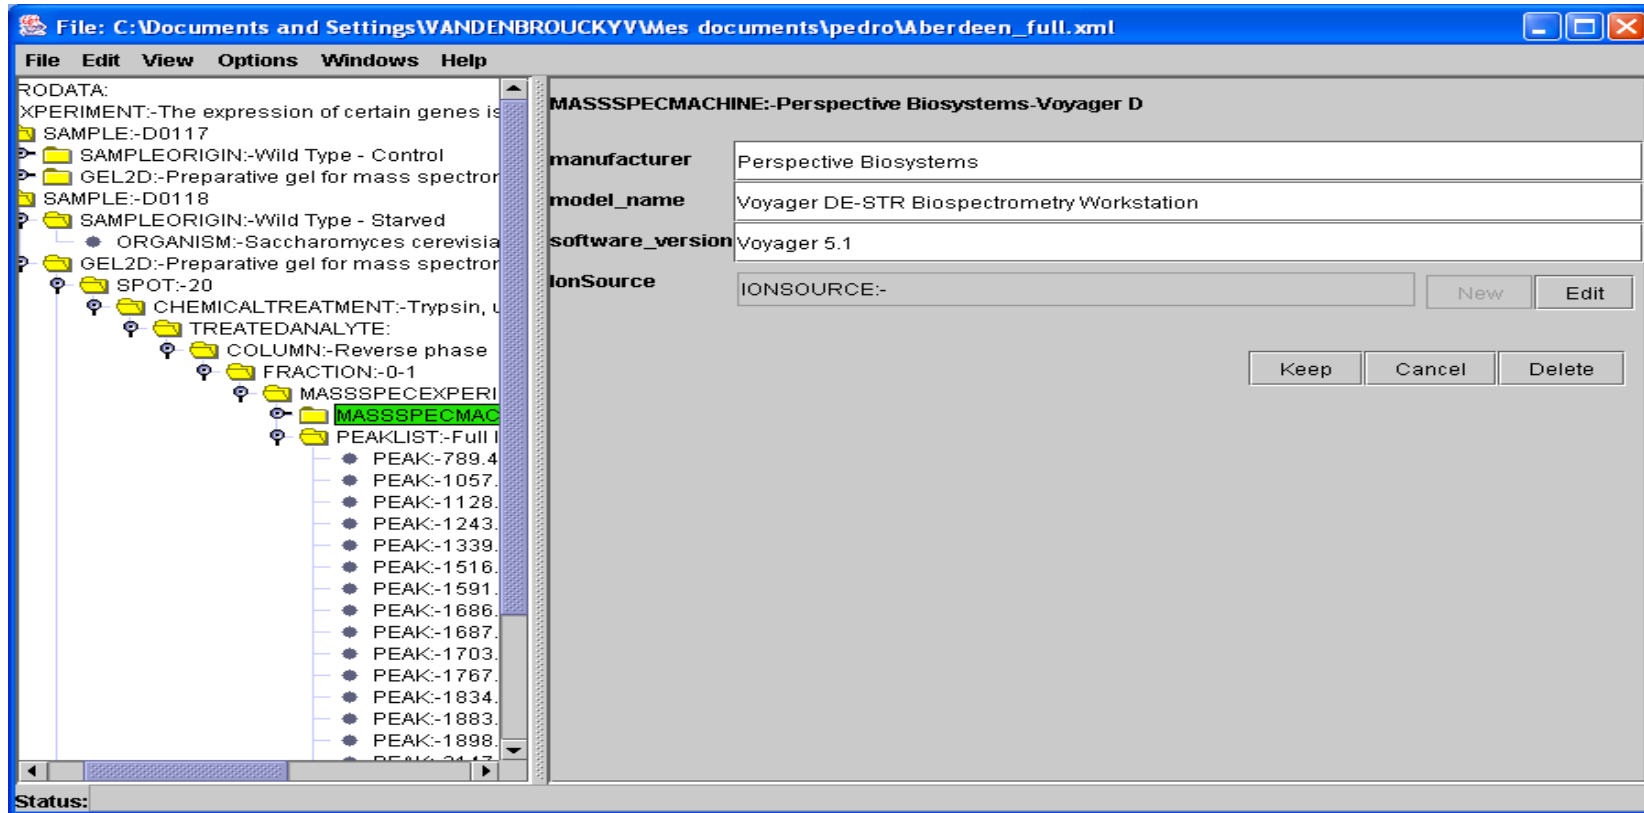 File: C:\Documents and Settings\VANDENBROUCKYV\Mes documents\pedro\Aberdeen_full.xml
File Edit View Options Windows Help
RODATA:
XPERIMENT:-The expression of certain genes is
SAMPLE:-D0117
SAMPLEORIGIN:-Wild Type - Control
GEL2D:-Preparative gel for mass spectror
SAMPLE:-D0118
SAMPLEORIGIN:-Wild Type - Starved
ORGANISM:-Saccharomyces cerevisia
GEL2D:-Preparative gel for mass spectror
SPOT:-20
CHEMICALTREATMENT:-Trypsin, u
TREATEDANALYTE:
COLUMN:-Reverse phase
FRACTION:-0-1
MASSSPECEXPERI
MASSSPECMAC
PEAKLIST:-Full l
PEAK:-789.4
PEAK:-1057.
PEAK:-1128.
PEAK:-1243.
PEAK:-1339.
PEAK:-1516.
PEAK:-1591.
PEAK:-1686.
PEAK:-1687.
PEAK:-1703.
PEAK:-1767.
PEAK:-1834.
PEAK:-1883.
PEAK:-1898.
MASSSPECMACHINE:-Perspective Biosystems-Voyager D
manufacturer Perspective Biosystems
model_name Voyager DE-STR Biospectrometry Workstation
software_version Voyager 5.1
IonSource IONSOURCE:- New Edit
Keep Cancel Delete
Status: